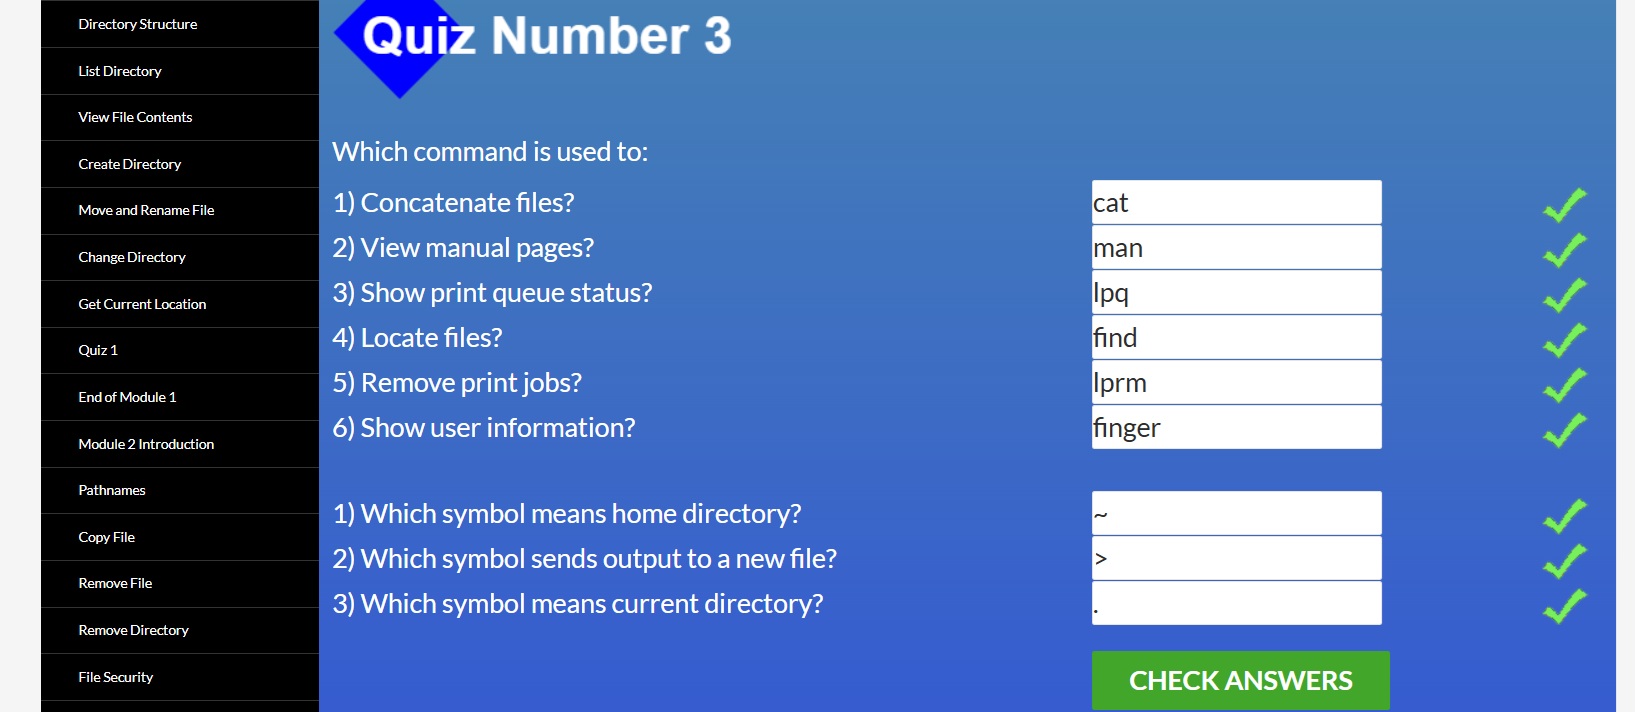 Directory Structure
List Directory
View File Contents
Create Directory
Move and Rename File
Change Directory
Get Current Location
Quiz 1
End of Module 1
Module 2 Introduction
Pathnames
Copy File
Remove File
Remove Directory
File Security
Quiz Number 3
Which command is used to:
1) Concatenate files? cat
2) View manual pages? man
3) Show print queue status? lpq
4) Locate files? find
5) Remove print jobs? lprm
6) Show user information? finger
1) Which symbol means home directory? ~
2) Which symbol sends output to a new file? >
3) Which symbol means current directory? .
CHECK ANSWERS